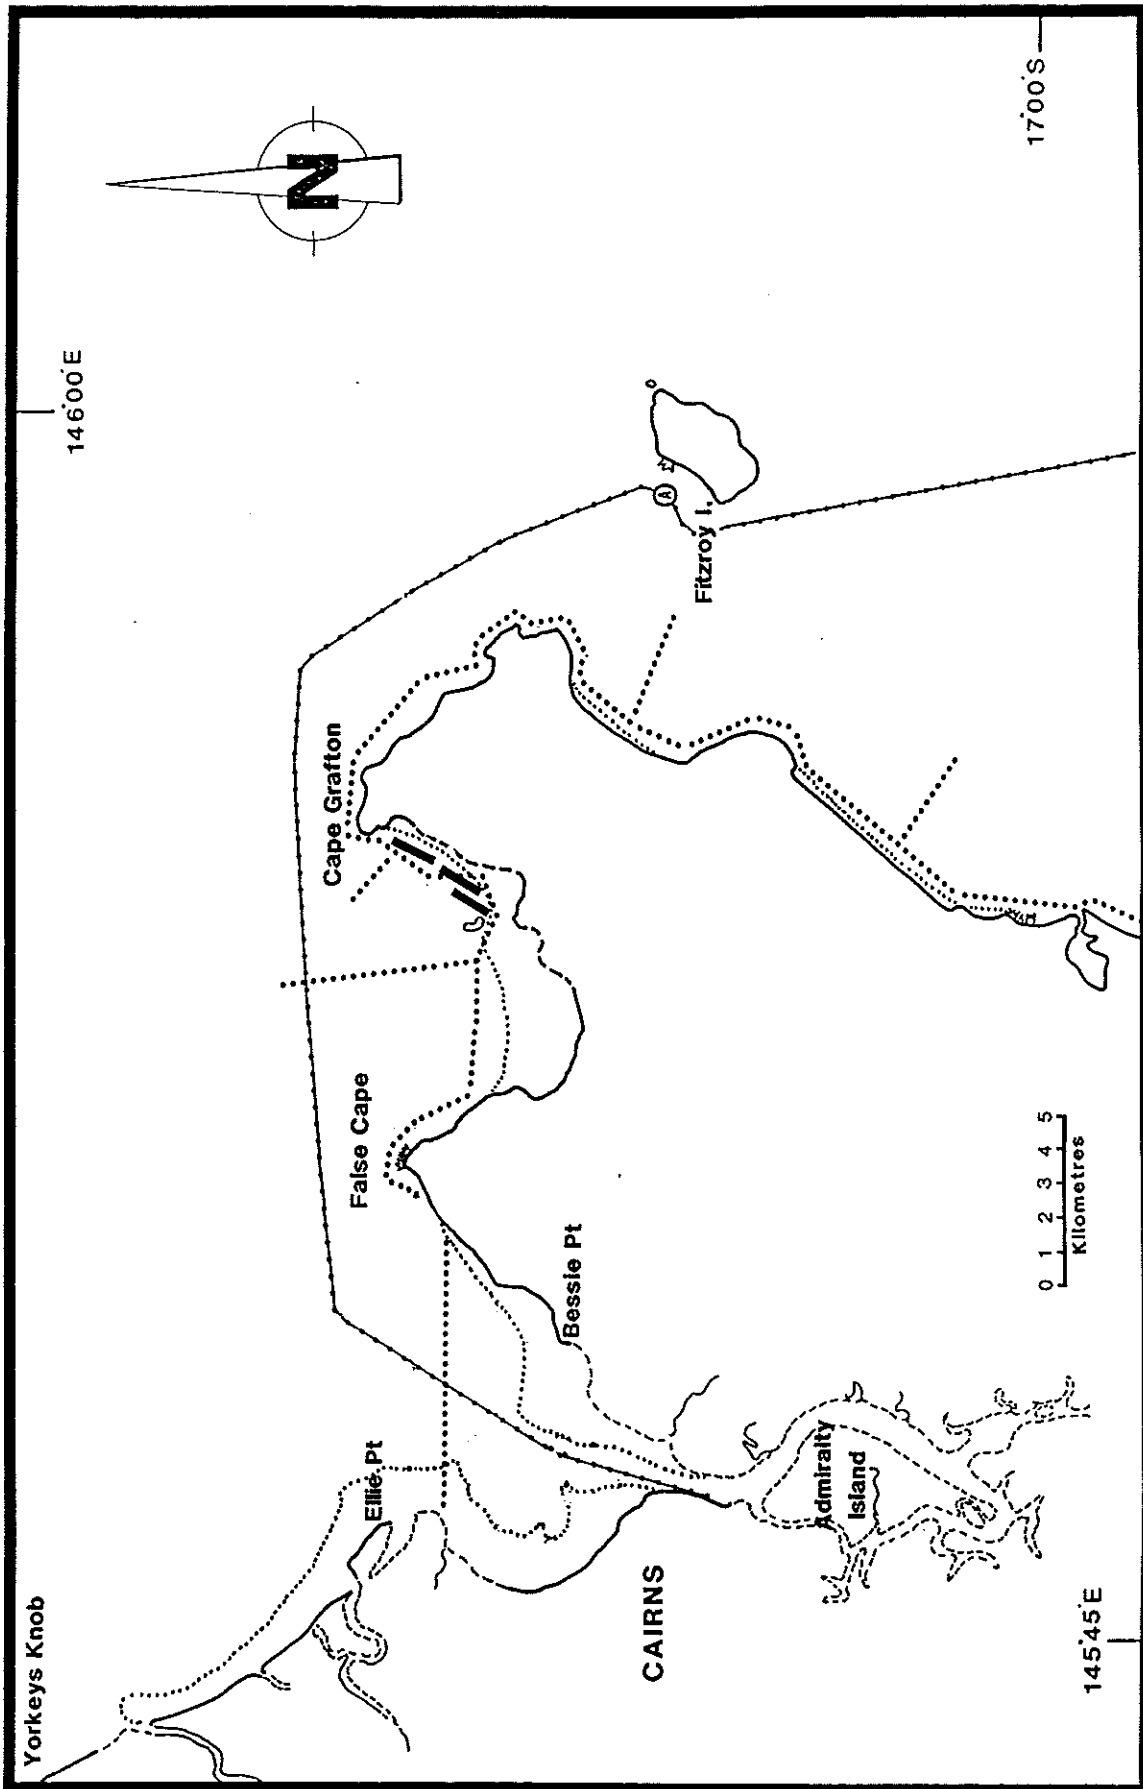 Yorkeys Knob
146°00'E
N
17°00'S
Cape Grafton
False Cape
Fitzroy I.
A
Ellie Pt
Bessie Pt
CAIRNS
Admiralty
Island
0 1 2 3 4 5
Kilometres
145°45'E